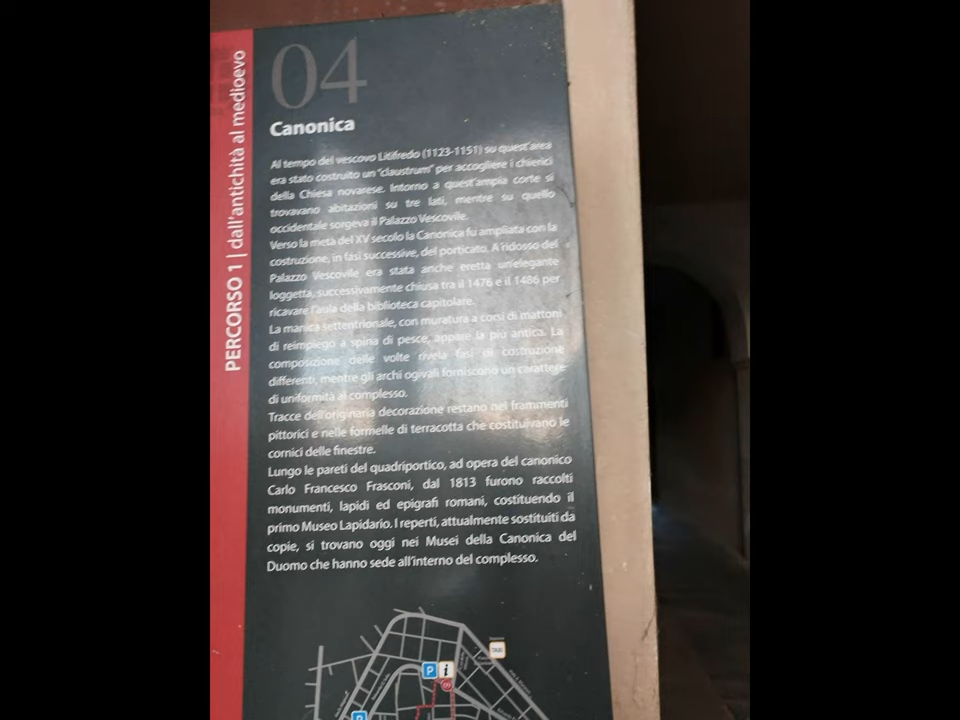 PERCORSO 1 | dall'antichità al medioevo
04
Canonica
Al tempo del vescovo Litifredo (1123-1151) su quest'area
era stato costruito un "claustrum" per accogliere i chierici
della Chiesa novarese. Intorno a quest'ampia corte si
trovavano abitazioni su tre lati, mentre su quello
occidentale sorgeva il Palazzo Vescovile.
Verso la metà del XV secolo la Canonica fu ampliata con la
costruzione, in fasi successive, del porticato. A ridosso del
Palazzo Vescovile era stata anche eretta un'elegante
loggetta, successivamente chiusa tra il 1476 e il 1486 per
ricavare l'aula della biblioteca capitolare.
La manica settentrionale, con muratura a corsi di mattoni
di reimpiego a spina di pesce, appare la più antica. La
composizione delle volte rivela fasi di costruzione
differenti, mentre gli archi ogivali forniscono un carattere
di uniformità al complesso.
Tracce dell'originaria decorazione restano nei frammenti
pittorici e nelle formelle di terracotta che costituivano le
cornici delle finestre.
Lungo le pareti del quadriportico, ad opera del canonico
Carlo Francesco Frasconi, dal 1813 furono raccolti
monumenti, lapidi ed epigrafi romani, costituendo il
primo Museo Lapidario. I reperti, attualmente sostituiti da
copie, si trovano oggi nei Musei della Canonica del
Duomo che hanno sede all'interno del complesso.
TAXI
P i